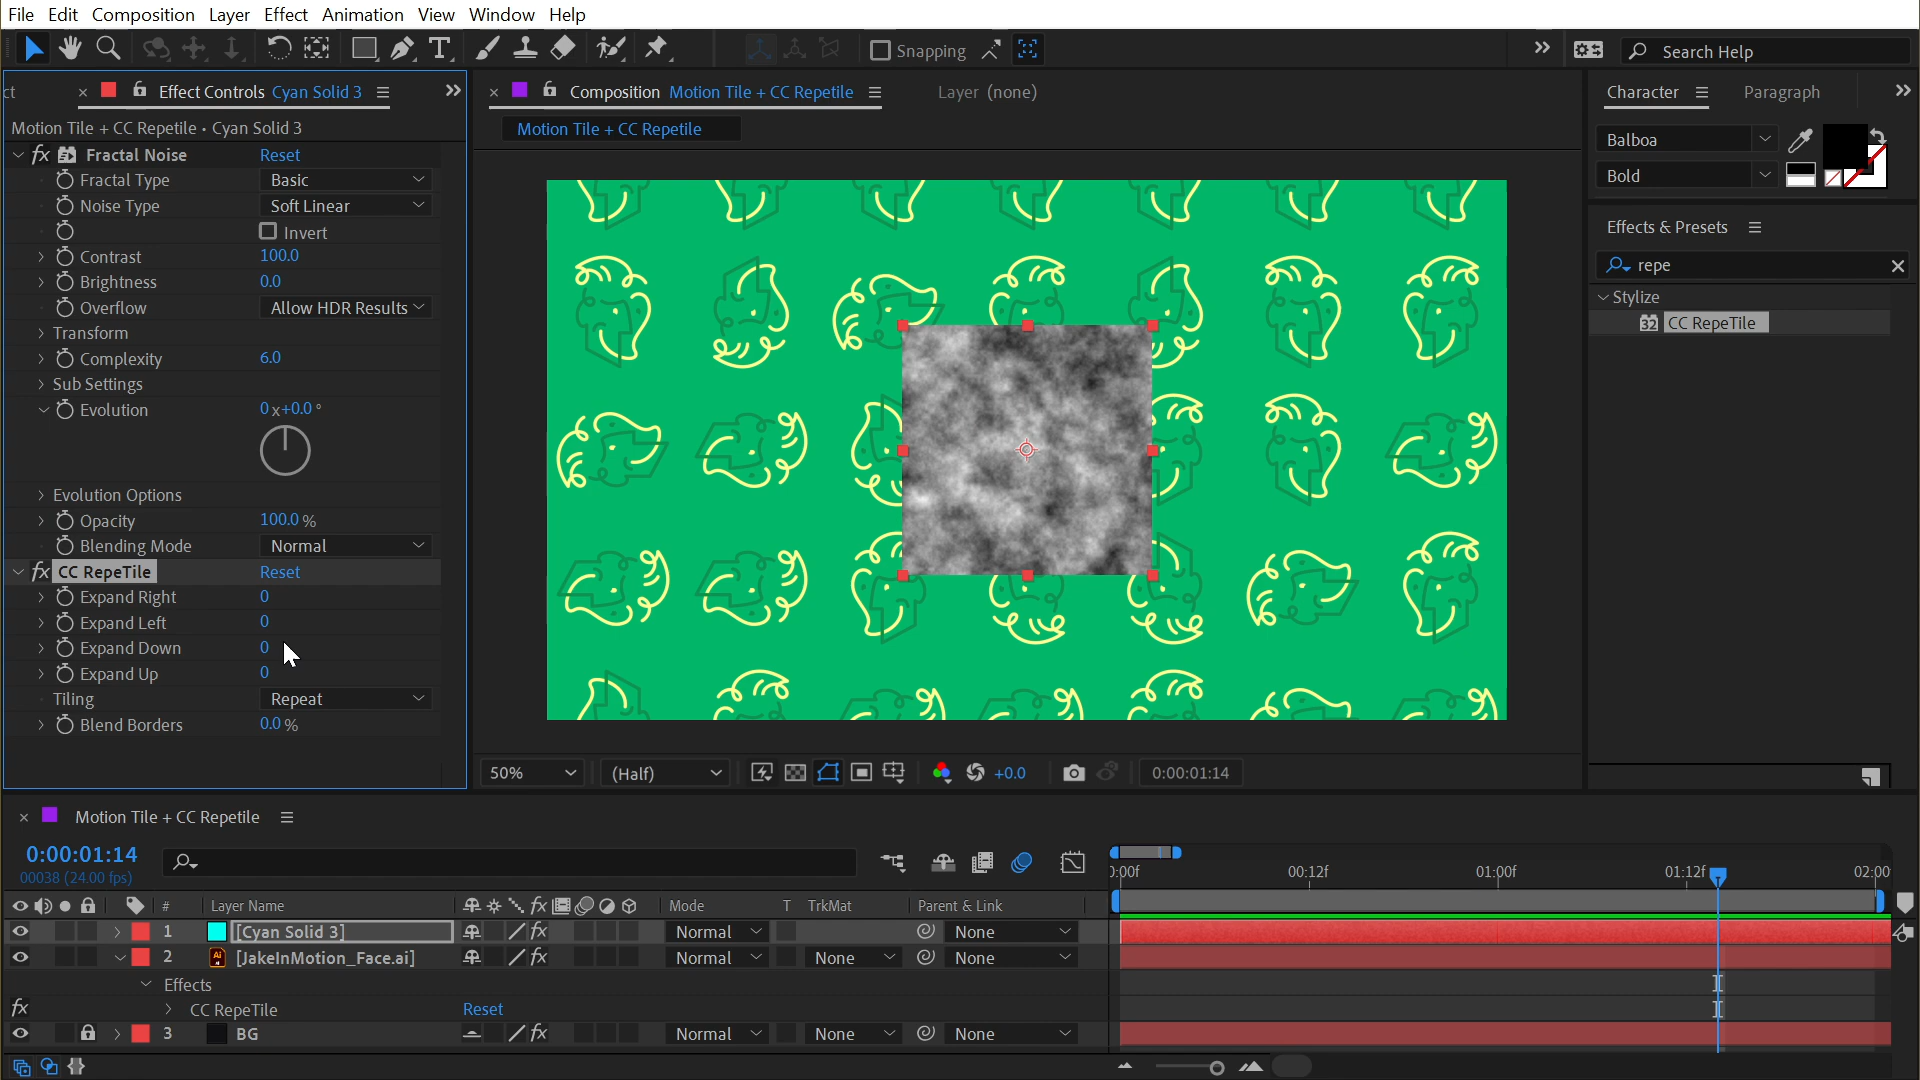 File Edit Composition Layer Effect Animation View Window Help
Snapping
Search Help
ct
Effect Controls Cyan Solid 3
Motion Tile + CC Repetile • Cyan Solid 3
Fractal Noise Reset
Fractal Type Basic
Noise Type Soft Linear
Invert
Contrast 100.0
Brightness 0.0
Overflow Allow HDR Results
Transform
Complexity 6.0
Sub Settings
Evolution 0x+0.0°
Evolution Options
Opacity 100.0 %
Blending Mode Normal
CC RepeTile Reset
Expand Right 0
Expand Left 0
Expand Down 0
Expand Up 0
Tiling Repeat
Blend Borders 0.0 %
Composition Motion Tile + CC Repetile
Layer (none)
Motion Tile + CC Repetile
50% (Half) +0.0 0:00:01:14
Character Paragraph
Balboa
Bold
Effects & Presets
repe
Stylize
32 CC RepeTile
Motion Tile + CC Repetile
0:00:01:14
00038 (24.00 fps)
:00f 00:12f 01:00f 01:12f 02:00
# Layer Name Mode T TrkMat Parent & Link
1 [Cyan Solid 3] Normal None
2 Ai [JakeInMotion_Face.ai] Normal None None
Effects
CC RepeTile Reset
3 BG Normal None None